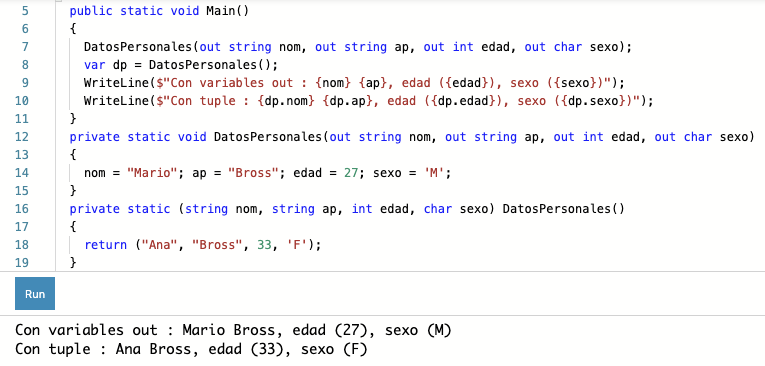 5 public static void Main()
6 {
7 DatosPersonales(out string nom, out string ap, out int edad, out char sexo);
8 var dp = DatosPersonales();
9 WriteLine($"Con variables out : {nom} {ap}, edad ({edad}), sexo ({sexo})");
10 WriteLine($"Con tuple : {dp.nom} {dp.ap}, edad ({dp.edad}), sexo ({dp.sexo})");
11 }
12 private static void DatosPersonales(out string nom, out string ap, out int edad, out char sexo)
13 {
14 nom = "Mario"; ap = "Bross"; edad = 27; sexo = 'M';
15 }
16 private static (string nom, string ap, int edad, char sexo) DatosPersonales()
17 {
18 return ("Ana", "Bross", 33, 'F');
19 }
Run
Con variables out : Mario Bross, edad (27), sexo (M)
Con tuple : Ana Bross, edad (33), sexo (F)